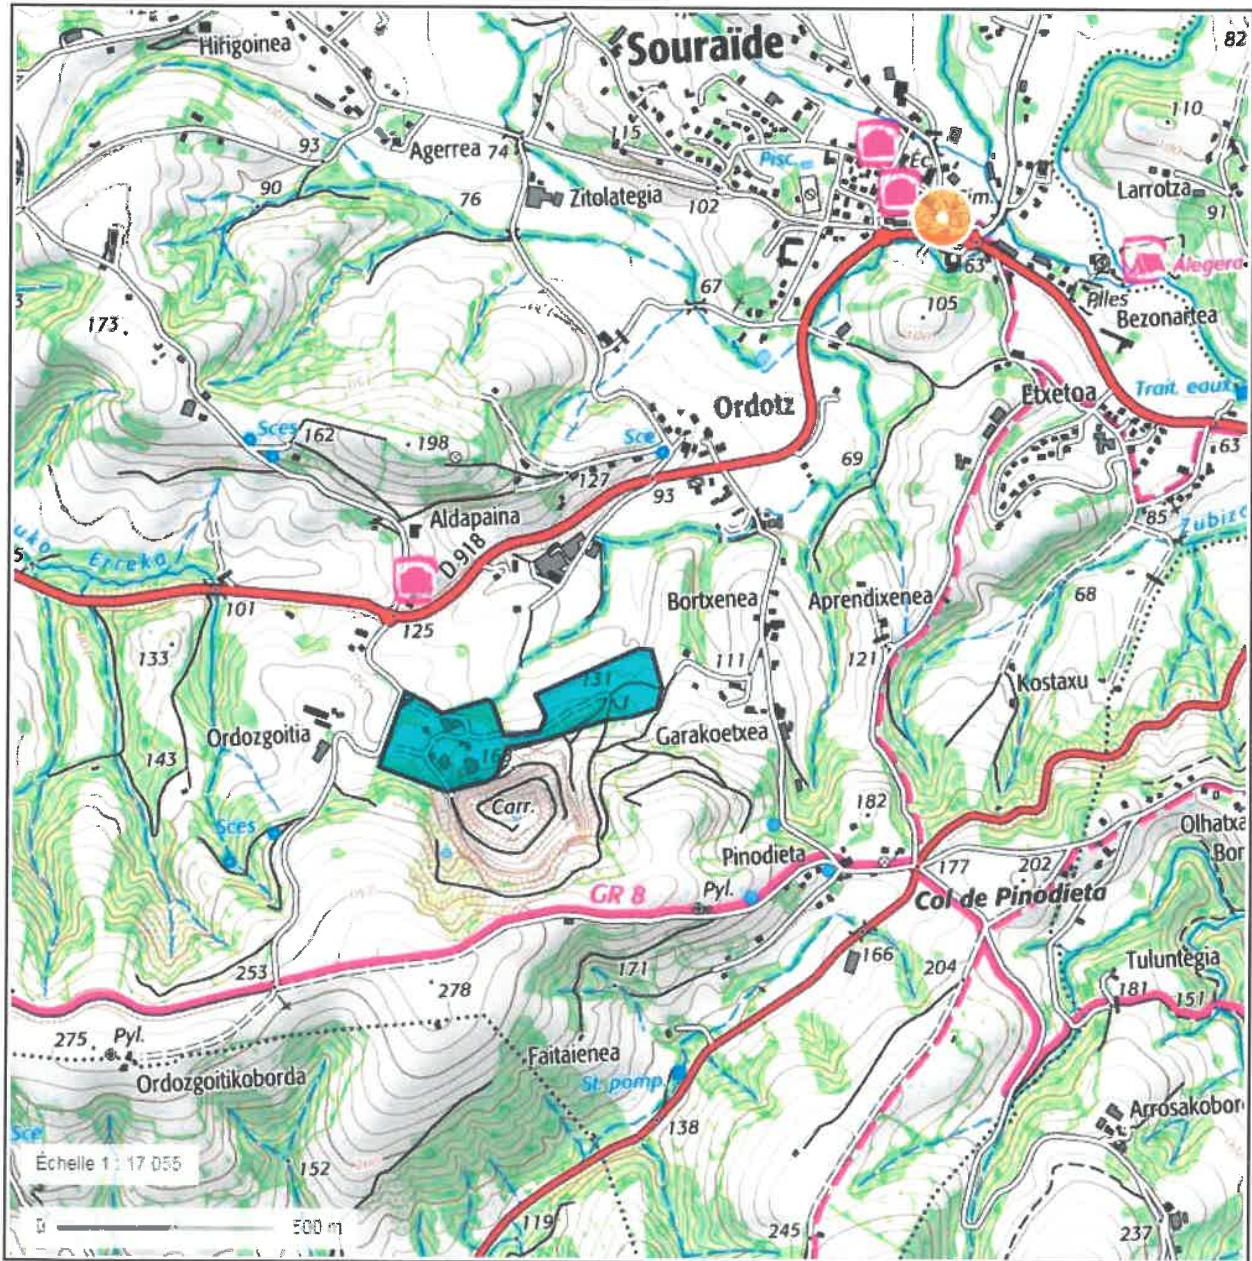 Souraïde
82
Hirigoinea
110
115
93
Agerrea
74
Pisc.
Éc.
Larrotza
90
76
Zitolategia
102
91
63
Alegera
67
105
Plles
Bezonartea
173
Etxetoa
Trait. eaux
Ordotz
Sces
162
198
Sce
127
69
63
93
Aldapaina
85
Zubiza
uko
Erreka
5
D 918
101
125
Bortxenea
Aprendixenea
68
133
111
121
131
Kostaxu
Ordozgoitia
143
Garakoetxea
Carr.
182
Sces
Olhatxa
Pinodieta
177
202
Bor
GR 8
Pyl.
Col de Pinodieta
253
171
166
204
Tuluntegia
278
181
151
275
Pyl.
Faitaienea
Ordozgoitikoborda
St. pomp.
Arrosakobor
Sce
138
Échelle 1 : 17 055
152
0
500 m
119
245
237